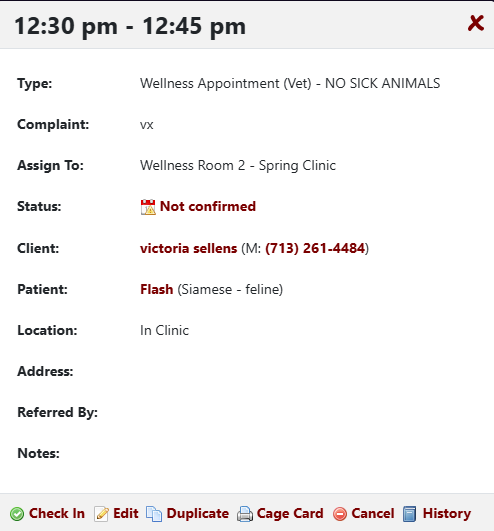 12:30 pm - 12:45 pm
Type: Wellness Appointment (Vet) - NO SICK ANIMALS
Complaint: vx
Assign To: Wellness Room 2 - Spring Clinic
Status: Not confirmed
Client: victoria sellens (M: (713) 261-4484)
Patient: Flash (Siamese - feline)
Location: In Clinic
Address:
Referred By:
Notes:
Check In Edit Duplicate Cage Card Cancel History